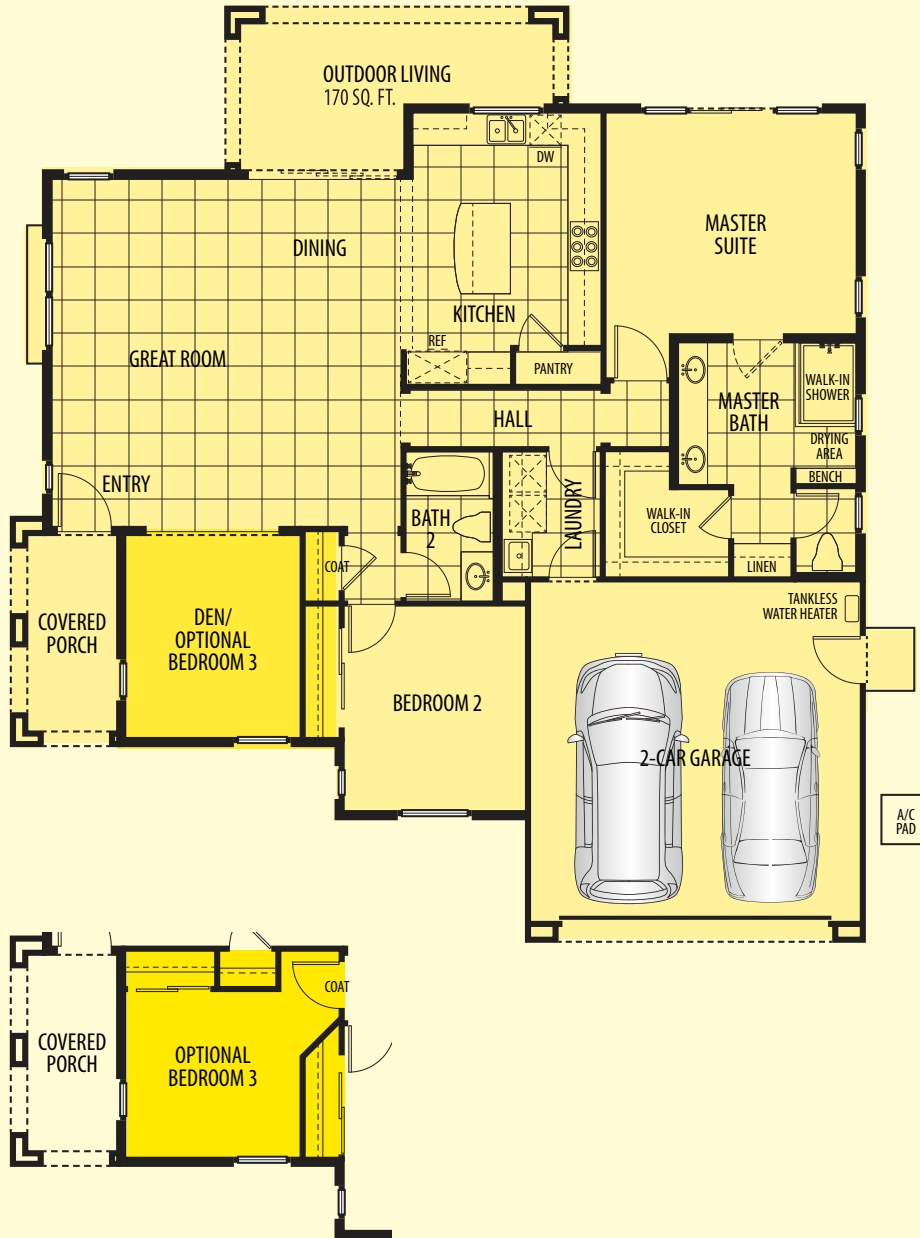 OUTDOOR LIVING
170 SQ. FT.
DW
DINING
MASTER
SUITE
KITCHEN
REF
GREAT ROOM
PANTRY
WALK-IN
SHOWER
MASTER
BATH
HALL
DRYING
AREA
BENCH
ENTRY
BATH
2
LAUNDRY
WALK-IN
CLOSET
COAT
LINEN
TANKLESS
WATER HEATER
COVERED
PORCH
DEN/
OPTIONAL
BEDROOM 3
BEDROOM 2
2-CAR GARAGE
A/C
PAD
COAT
COVERED
PORCH
OPTIONAL
BEDROOM 3